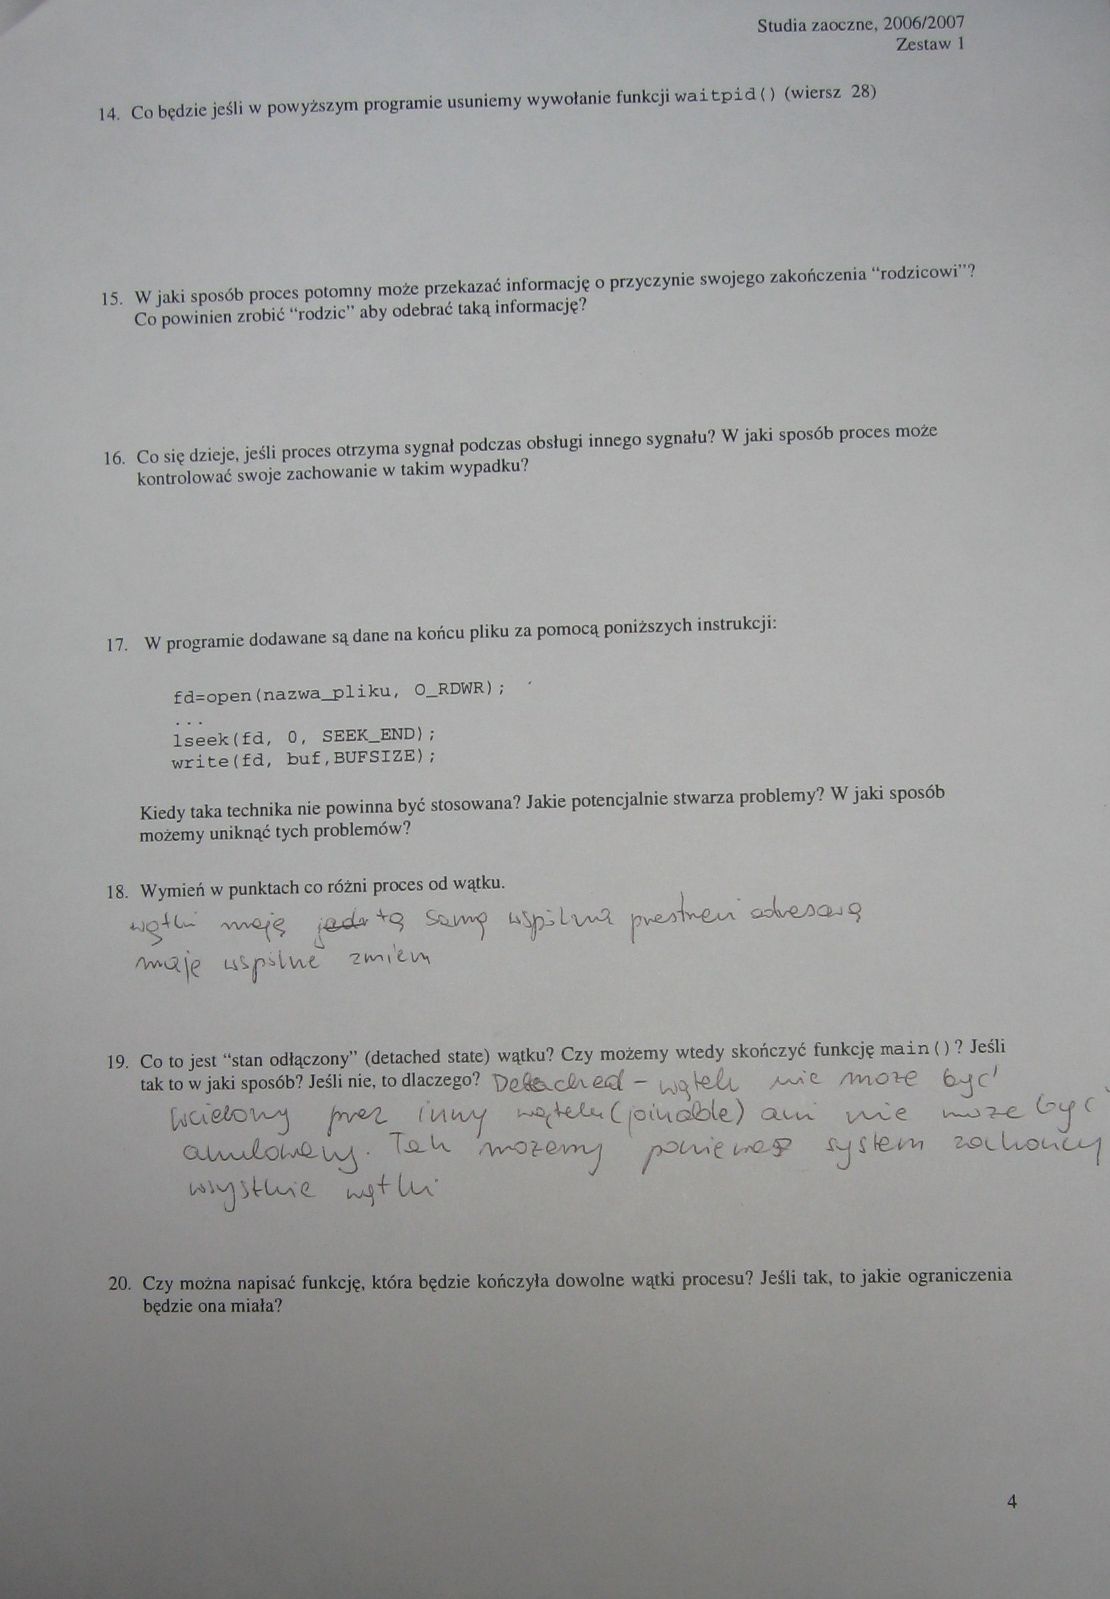 Studia zaoczne, 2006/2007
Zestaw 1
14. Co będzie jeśli w powyższym programie usuniemy wywołanie funkcji waitpid() (wiersz 28)
15. W jaki sposób proces potomny może przekazać informację o przyczynie swojego zakończenia "rodzicowi"?
Co powinien zrobić "rodzic" aby odebrać taką informację?
16. Co się dzieje, jeśli proces otrzyma sygnał podczas obsługi innego sygnału? W jaki sposób proces może
kontrolować swoje zachowanie w takim wypadku?
17. W programie dodawane są dane na końcu pliku za pomocą poniższych instrukcji:
fd=open(nazwa_pliku, O_RDWR);
...
lseek(fd, 0, SEEK_END);
write(fd, buf,BUFSIZE);
Kiedy taka technika nie powinna być stosowana? Jakie potencjalnie stwarza problemy? W jaki sposób
możemy uniknąć tych problemów?
18. Wymień w punktach co różni proces od wątku.
wątki mają tą samą wspólną przestrzeń adresową
mają wspólne zmienn
19. Co to jest "stan odłączony" (detached state) wątku? Czy możemy wtedy skończyć funkcję main()? Jeśli
tak to w jaki sposób? Jeśli nie, to dlaczego? Detached – wątek nie może być
wcielony przez inny wątek (joinable) ani nie może być
anulowany. Tak możemy ponieważ system zakończy
wszystkie wątki
20. Czy można napisać funkcję, która będzie kończyła dowolne wątki procesu? Jeśli tak, to jakie ograniczenia
będzie ona miała?
4